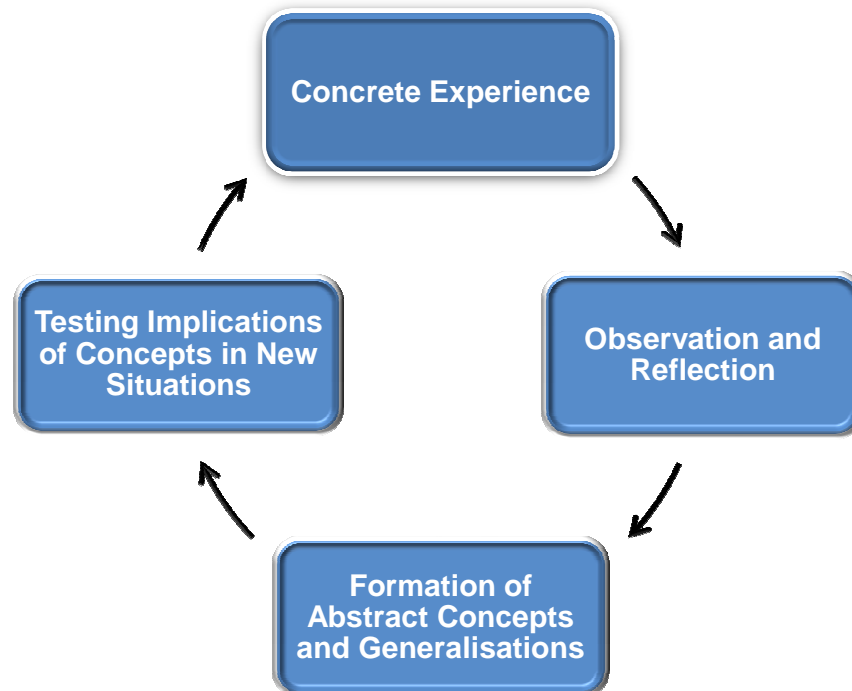 Concrete Experience
Observation and
Reflection
Formation of
Abstract Concepts
and Generalisations
Testing Implications
of Concepts in New
Situations